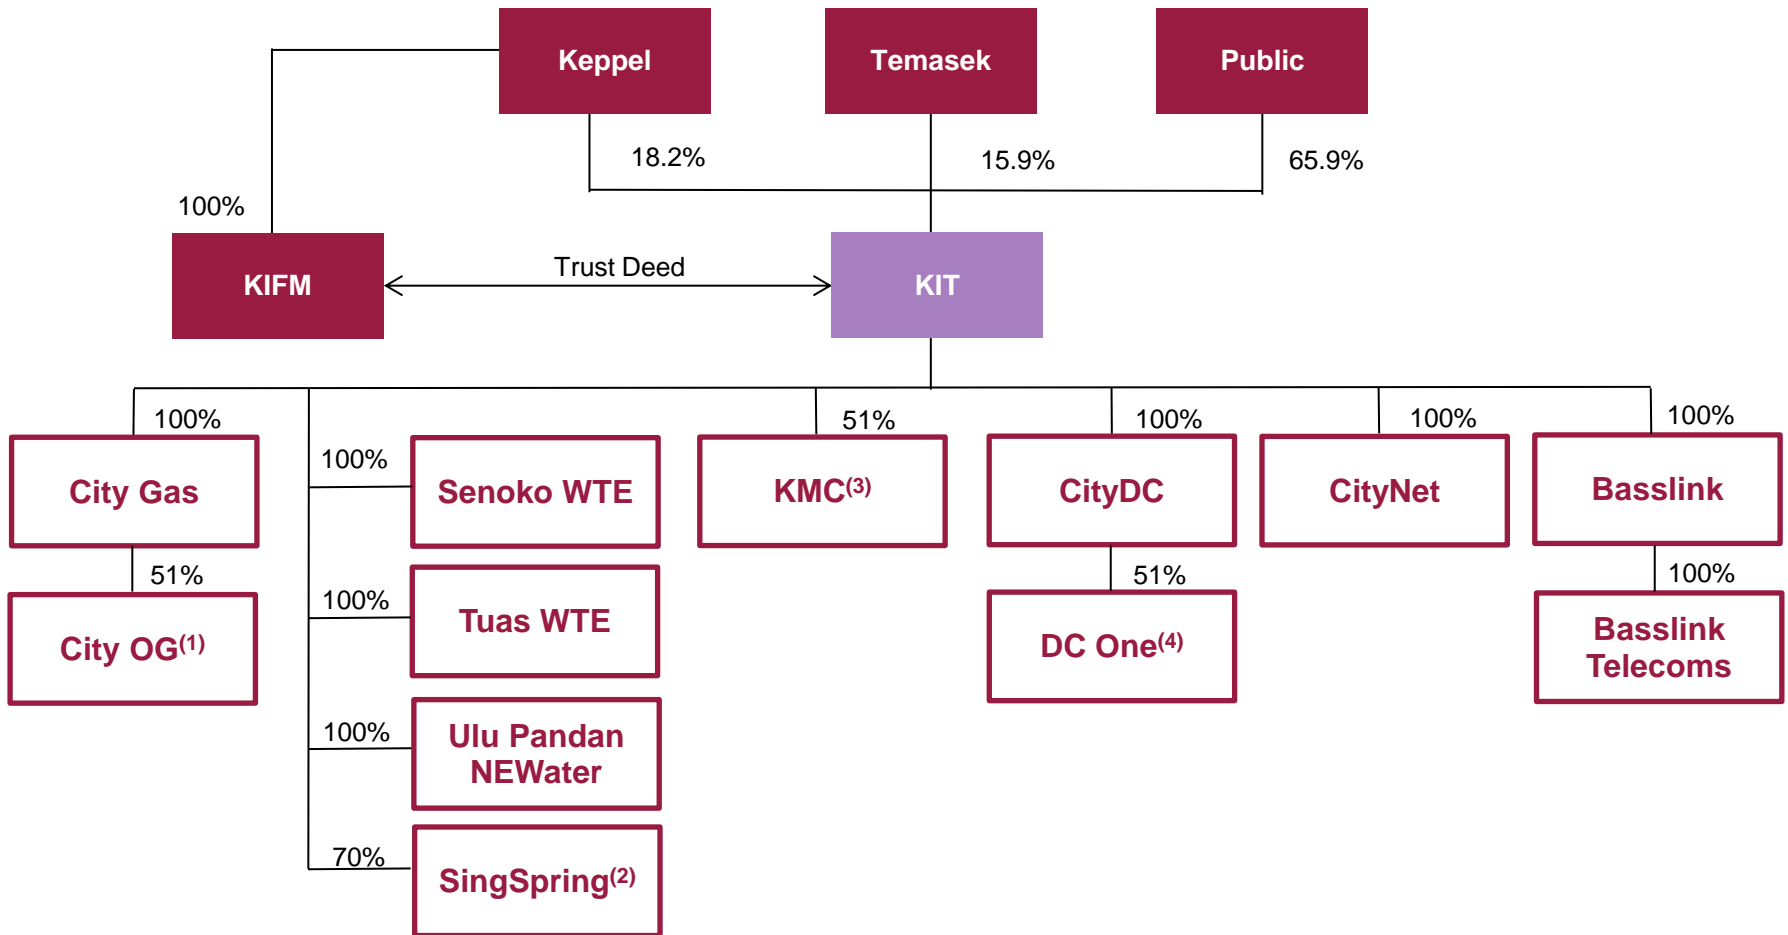 Keppel
Temasek
Public
18.2%
15.9%
65.9%
100%
KIFM
Trust Deed
KIT
100%
51%
100%
100%
100%
City Gas
100%
Senoko WTE
KMC(3)
CityDC
CityNet
Basslink
51%
51%
100%
City OG(1)
100%
Tuas WTE
DC One(4)
Basslink
Telecoms
100%
Ulu Pandan
NEWater
70%
SingSpring(2)